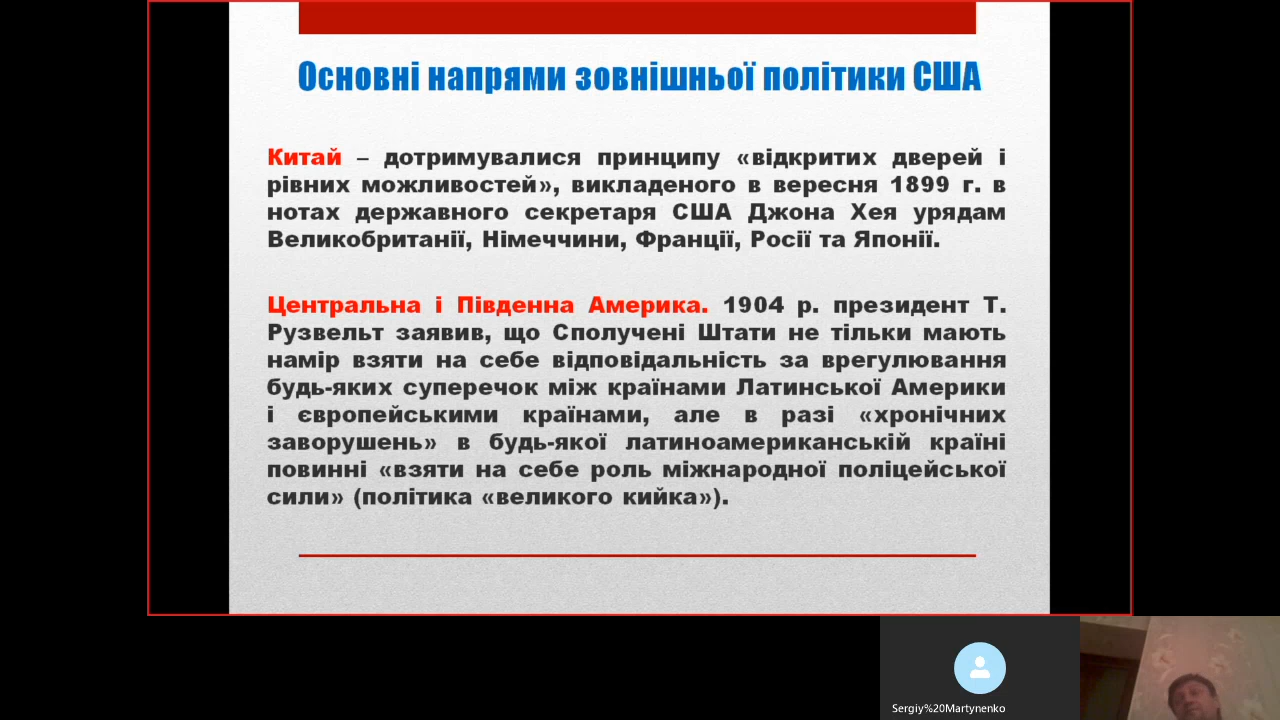 Основні напрями зовнішньої політики США
Китай – дотримувалися принципу «відкритих дверей і
рівних можливостей», викладеного в вересня 1899 г. в
нотах державного секретаря США Джона Хея урядам
Великобританії, Німеччини, Франції, Росії та Японії.
Центральна і Південна Америка. 1904 р. президент Т.
Рузвельт заявив, що Сполучені Штати не тільки мають
намір взяти на себе відповідальність за врегулювання
будь-яких суперечок між країнами Латинської Америки
і європейськими країнами, але в разі «хронічних
заворушень» в будь-якої латиноамериканській країні
повинні «взяти на себе роль міжнародної поліцейської
сили» (політика «великого кийка»).
Sergiy%20Martynenko